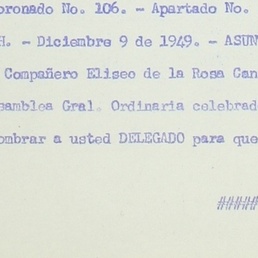 oronado No. 106. - Apartado No.
H. - Diciembre 9 de 1949. - ASUN
Compañero Eliseo de la Rosa Can
samblea Gral. Ordinaria celebrad
ombrar a usted DELEGADO para que
####